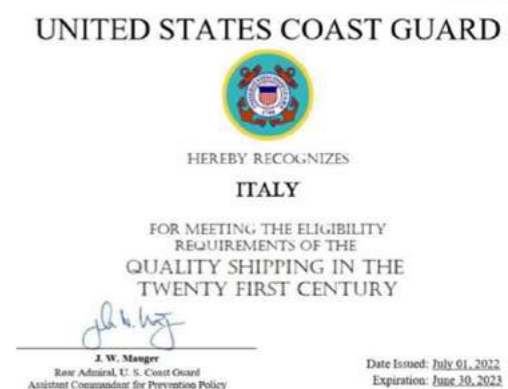 UNITED STATES COAST GUARD
HEREBY RECOGNIZES
ITALY
FOR MEETING THE ELIGIBILITY
REQUIREMENTS OF THE
QUALITY SHIPPING IN THE
TWENTY FIRST CENTURY
J. W. Mauger
Rear Admiral, U. S. Coast Guard
Assistant Commandant for Prevention Policy
Date Issued: July 01, 2022
Expiration: June 30, 2023